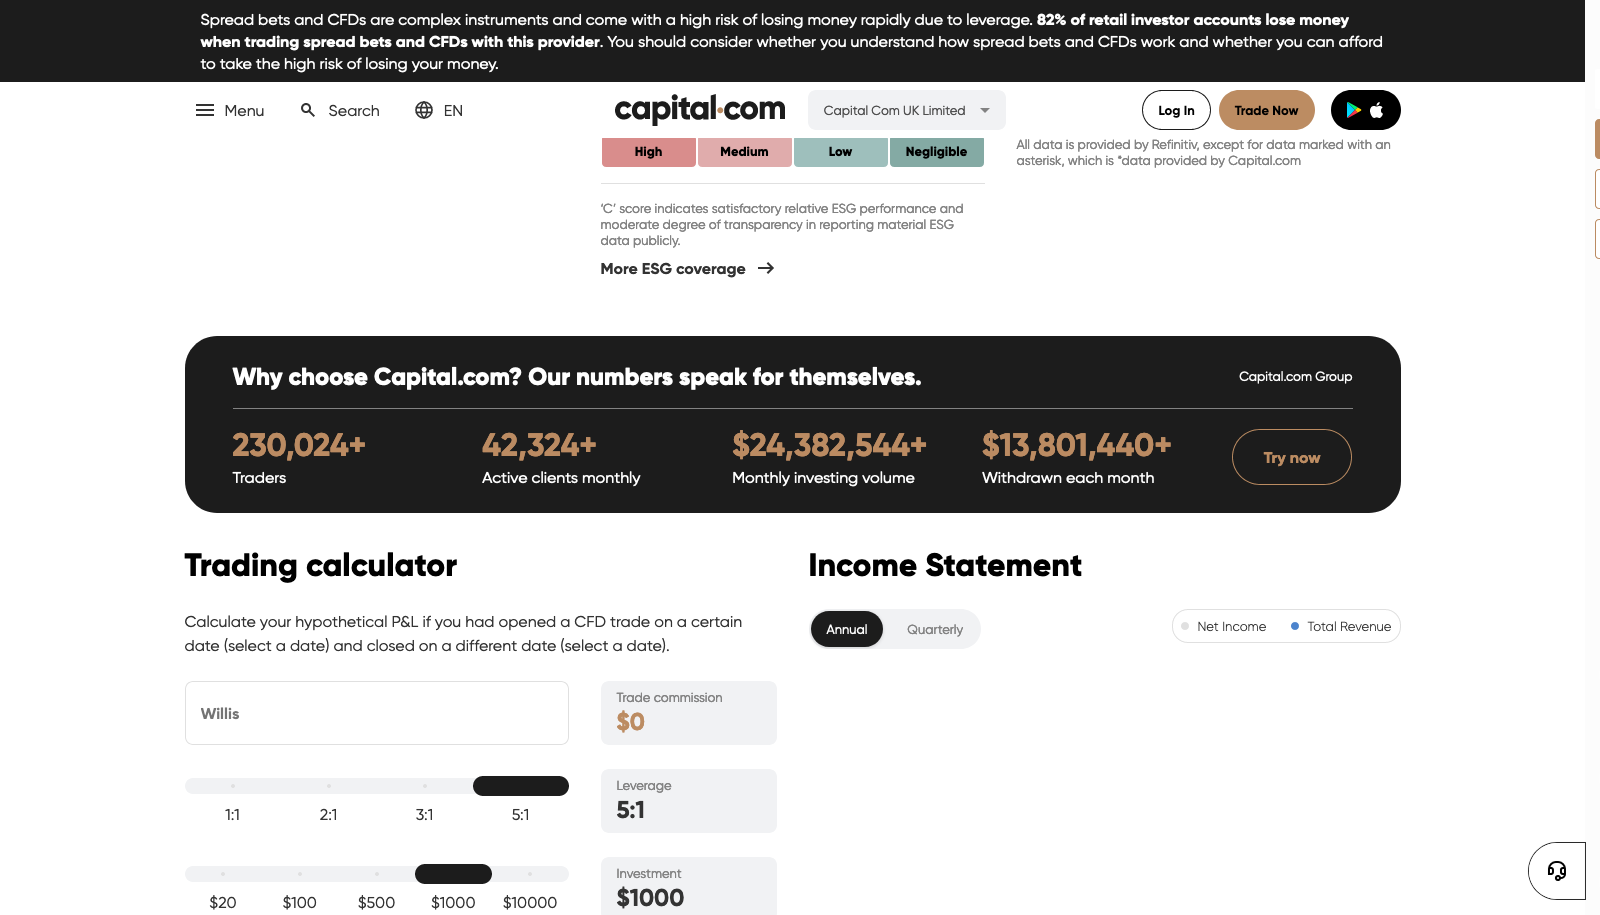 Spread bets and CFDs are complex instruments and come with a high risk of losing money rapidly due to leverage. 82% of retail investor accounts lose money
when trading spread bets and CFDs with this provider. You should consider whether you understand how spread bets and CFDs work and whether you can afford
to take the high risk of losing your money.
Menu
Search
EN
capital.com
Capital Com UK Limited
Log In
Trade Now
High
Medium
Low
Negligible
All data is provided by Refinitiv, except for data marked with an
asterisk, which is *data provided by Capital.com
‘C’ score indicates satisfactory relative ESG performance and
moderate degree of transparency in reporting material ESG
data publicly.
More ESG coverage
Why choose Capital.com? Our numbers speak for themselves.
Capital.com Group
230,024+
Traders
42,324+
Active clients monthly
$24,382,544+
Monthly investing volume
$13,801,440+
Withdrawn each month
Try now
Trading calculator
Calculate your hypothetical P&L if you had opened a CFD trade on a certain
date (select a date) and closed on a different date (select a date).
Willis
Trade commission
$0
1:1 2:1 3:1 5:1
Leverage
5:1
$20 $100 $500 $1000 $10000
Investment
$1000
Income Statement
Annual
Quarterly
Net Income
Total Revenue